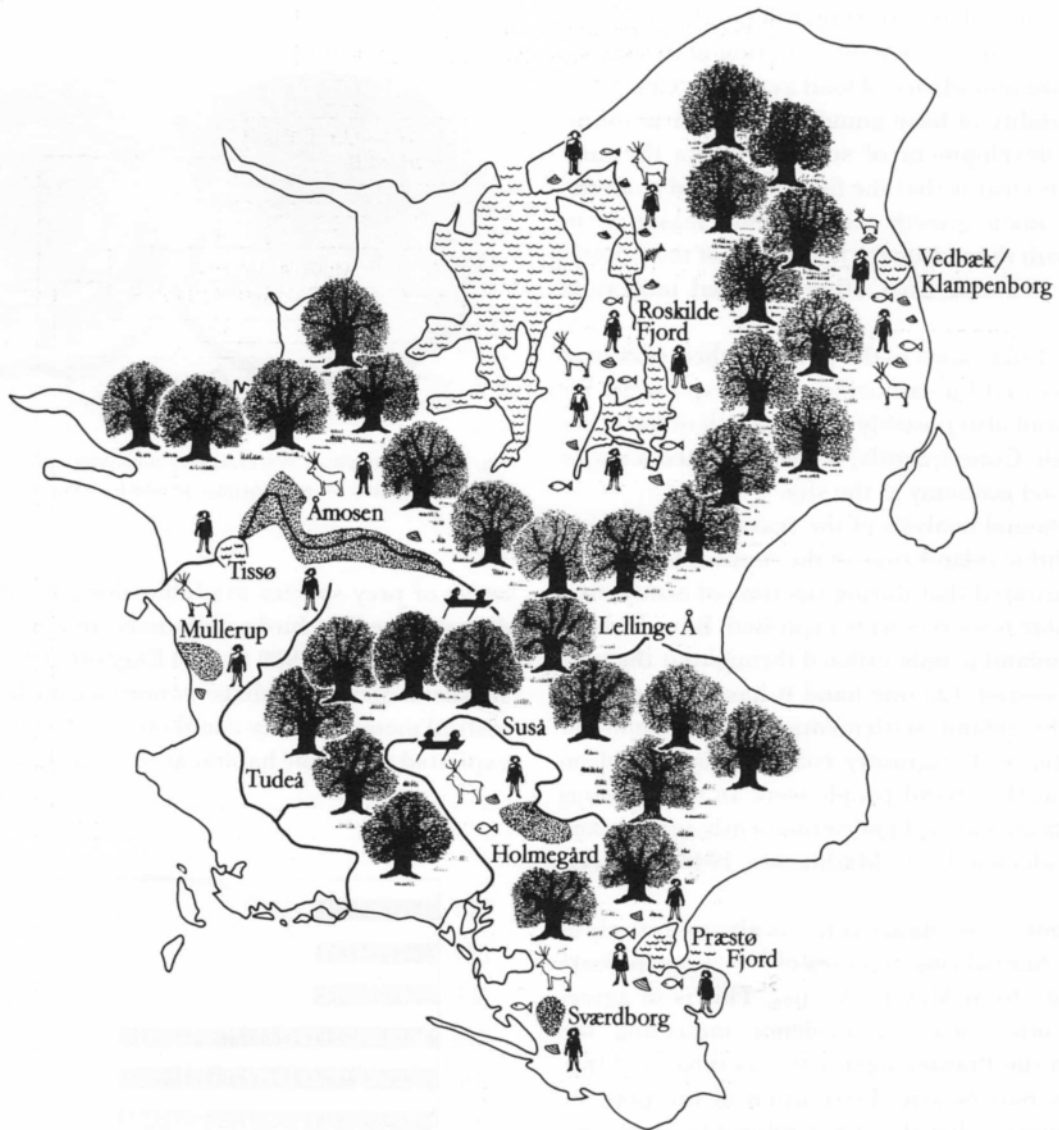 Vedbæk/
Klampenborg
Roskilde
Fjord
Åmosen
Tissø
Mullerup
Lellinge Å
Suså
Tudeå
Holmegård
Præstø
Fjord
Sværdborg